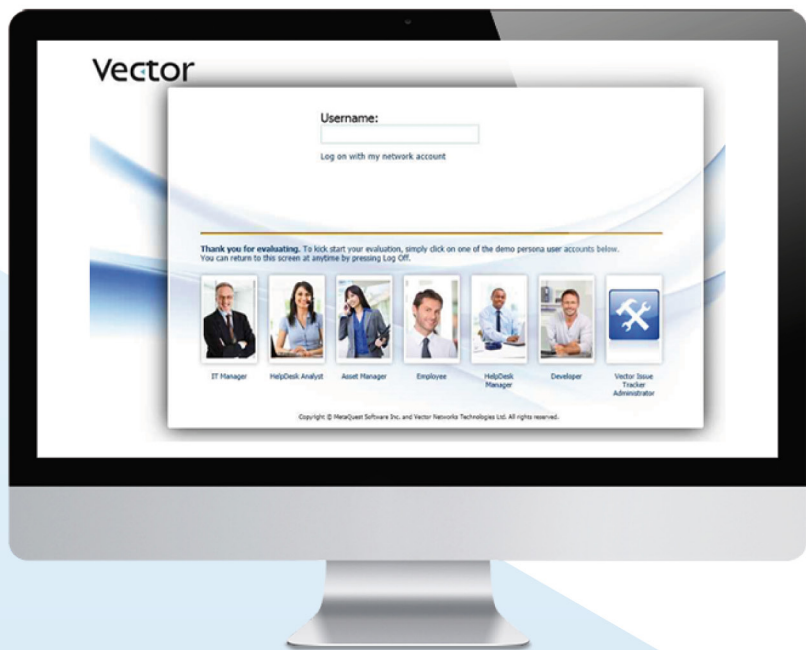 Vector
Username:
Log on with my network account
Thank you for evaluating. To kick start your evaluation, simply click on one of the demo persona user accounts below.
You can return to this screen at anytime by pressing Log Off.
IT Manager
HelpDesk Analyst
Asset Manager
Employee
HelpDesk
Manager
Developer
Vector Issue
Tracker
Administrator
Copyright © MetaQuest Software Inc. and Vector Networks Technologies Ltd. All rights reserved.